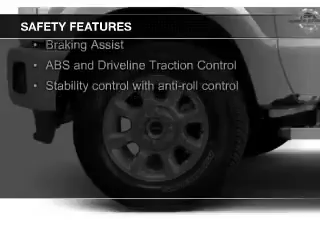 SAFETY FEATURES
• Braking Assist
• ABS and Driveline Traction Control
• Stability control with anti-roll control